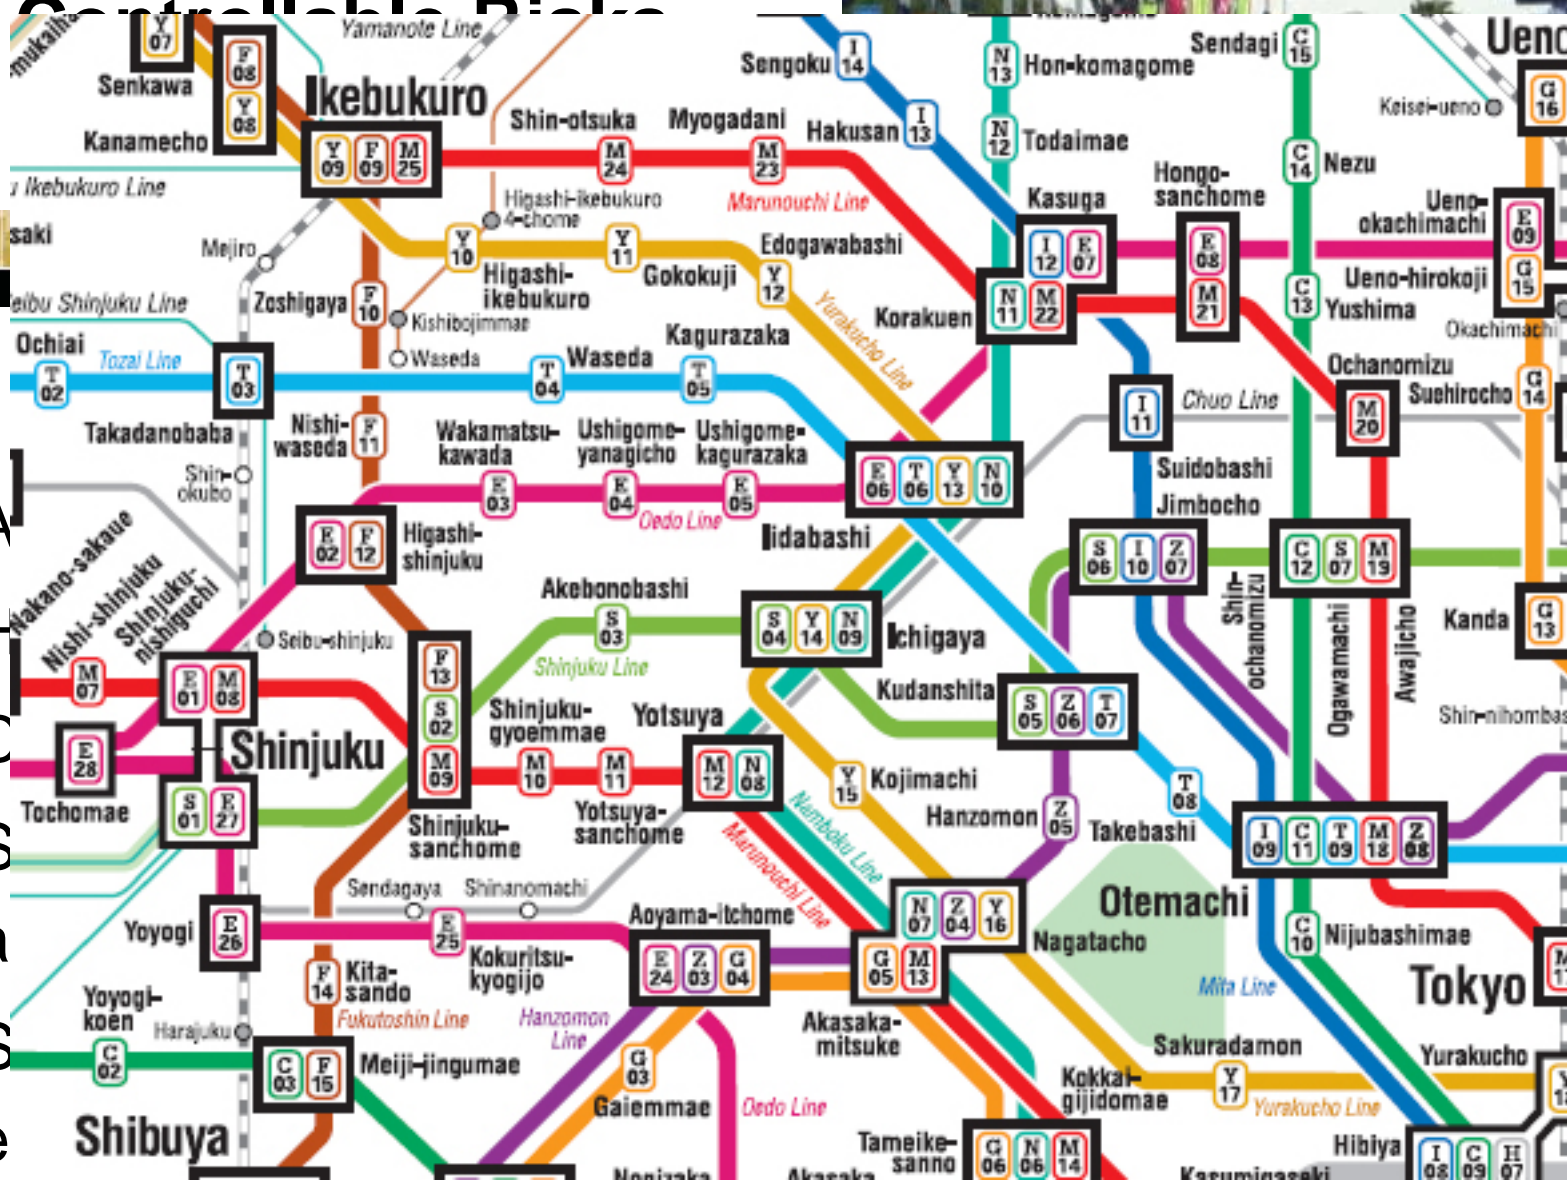 Controllable Risks
Yamanote Line
Y 07
Senkawa
F 08
Y 08
Kanamecho
Ikebukuro
Y 09
F 09
M 25
Shin-otsuka
M 24
Myogadani
M 23
Marunouchi Line
Sengoku
I 14
Hakusan
I 13
N 13
Hon-komagome
N 12
Todaimae
Sendagi
C 15
C 14
Nezu
Keisei-ueno
G 16
Ikebukuro Line
Mejiro
Higashi-ikebukuro
4-chome
Y 10
Higashi-
ikebukuro
Y 11
Gokokuji
Edogawabashi
Y 12
Yurakucho Line
Kasuga
I 12
E 07
Korakuen
N 11
M 22
Hongo-
sanchome
E 08
M 21
Ueno-
okachimachi
E 09
G 15
Ueno-hirokoji
C 13
Yushima
Okachimachi
Zoshigaya
F 10
Kishibojimmae
Waseda
Seibu Shinjuku Line
Ochiai
T 02
Tozai Line
T 03
Takadanobaba
T 04
Waseda
Kagurazaka
T 05
Ochanomizu
M 20
Suehirocho
G 14
I 11
Chuo Line
Suidobashi
Nishi-
waseda
F 11
Shin-
okubo
Wakamatsu-
kawada
E 03
Ushigome-
yanagicho
E 04
Ushigome-
kagurazaka
E 05
Oedo Line
E 06
T 06
Y 13
N 10
Iidabashi
Jimbocho
S 06
I 10
Z 07
C 12
S 07
M 19
Shin-
ochanomizu
Ogawamachi
Awajicho
Kanda
G 13
E 02
F 12
Higashi-
shinjuku
Nakano-sakaue
Nishi-shinjuku
Shinjuku-
nishiguchi
Seibu-shinjuku
Akebonobashi
S 03
Shinjuku Line
S 04
Y 14
N 09
Ichigaya
Kudanshita
S 05
Z 06
T 07
M 07
E 01
M 08
F 13
S 02
M 09
Shinjuku-
gyoemmae
M 10
M 11
Yotsuya
M 12
N 08
Shinjuku
E 28
Tochomae
S 01
E 27
Shinjuku-
sanchome
Yotsuya-
sanchome
Y 15
Kojimachi
Hanzomon
Z 05
T 08
Takebashi
Namboku Line
Marunouchi Line
I 09
C 11
T 09
M 18
Z 08
Otemachi
Sendagaya
Shinanomachi
Yoyogi
E 26
E 25
Kokuritsu-
kyogijo
Aoyama-itchome
E 24
Z 03
G 04
N 07
Z 04
Y 16
Nagatacho
G 05
M 13
Akasaka-
mitsuke
C 10
Nijubashimae
Tokyo
Mita Line
F 14
Kita-
sando
Fukutoshin Line
Hanzomon
Line
Yoyogi-
koen
C 02
Harajuku
C 03
F 15
Meiji-jingumae
G 03
Gaiemmae
Oedo Line
Kokkai-
gijidomae
Sakuradamon
Y 17
Yurakucho Line
Yurakucho
Shibuya
Tameike-
sanno
G 06
N 06
M 14
Hibiya
I 08
C 09
H 07
Nogizaka
Akasaka
Kasumigaseki